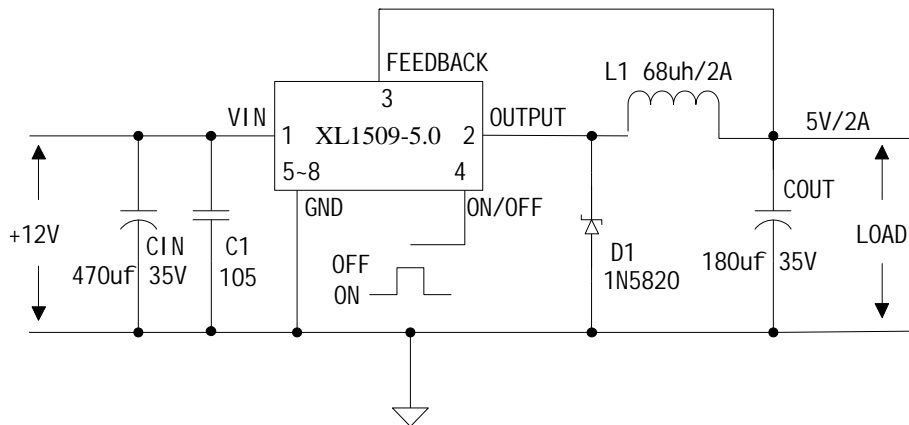 FEEDBACK
L1 68uh/2A
3
VIN
OUTPUT
5V/2A
1
XL1509-5.0
2
5~8
4
GND
ON/OFF
COUT
+12V
CIN
C1
OFF
D1
LOAD
470uf 35V
105
ON
1N5820
180uf 35V